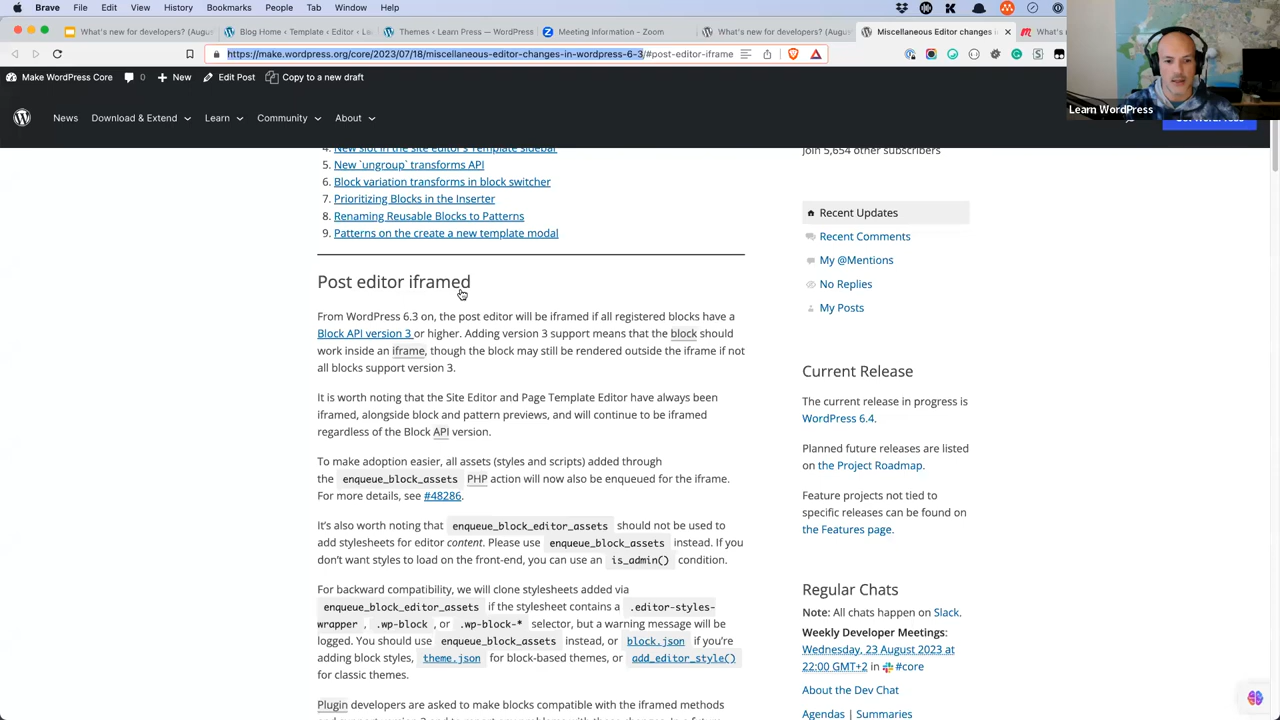 Brave File Edit View History Bookmarks Profiles Tab Window Help
What's new for developers? (Augu
Blog Home ‹ Template ‹ Editor ‹ L
Themes ‹ Learn Press — WordPress
Meeting Information - Zoom
What's new for developers? (Augu
Miscellaneous Editor changes i
What's
https://make.wordpress.org/core/2023/07/18/miscellaneous-editor-changes-in-wordpress-6-3/#post-editor-iframe
Make WordPress Core 0 New Edit Post Copy to a new draft
Learn WordPress
News Download & Extend Learn Community About
4. New slot in the site editor's Template sidebar
5. New `ungroup` transforms API
6. Block variation transforms in block switcher
7. Prioritizing Blocks in the Inserter
8. Renaming Reusable Blocks to Patterns
9. Patterns on the create a new template modal
Post editor iframed
From WordPress 6.3 on, the post editor will be iframed if all registered blocks have a
Block API version 3 or higher. Adding version 3 support means that the block should
work inside an iframe, though the block may still be rendered outside the iframe if not
all blocks support version 3.
It is worth noting that the Site Editor and Page Template Editor have always been
iframed, alongside block and pattern previews, and will continue to be iframed
regardless of the Block API version.
To make adoption easier, all assets (styles and scripts) added through
the enqueue_block_assets PHP action will now also be enqueued for the iframe.
For more details, see #48286.
It's also worth noting that enqueue_block_editor_assets should not be used to
add stylesheets for editor content. Please use enqueue_block_assets instead. If you
don't want styles to load on the front-end, you can use an is_admin() condition.
For backward compatibility, we will clone stylesheets added via
enqueue_block_editor_assets if the stylesheet contains a .editor-styles-
wrapper , .wp-block , or .wp-block-* selector, but a warning message will be
logged. You should use enqueue_block_assets instead, or block.json if you're
adding block styles, theme.json for block-based themes, or add_editor_style()
for classic themes.
Plugin developers are asked to make blocks compatible with the iframed methods
Join 5,654 other subscribers
Recent Updates
Recent Comments
My @Mentions
No Replies
My Posts
Current Release
The current release in progress is
WordPress 6.4.
Planned future releases are listed
on the Project Roadmap.
Feature projects not tied to
specific releases can be found on
the Features page.
Regular Chats
Note: All chats happen on Slack.
Weekly Developer Meetings:
Wednesday, 23 August 2023 at
22:00 GMT+2 in #core
About the Dev Chat
Agendas | Summaries